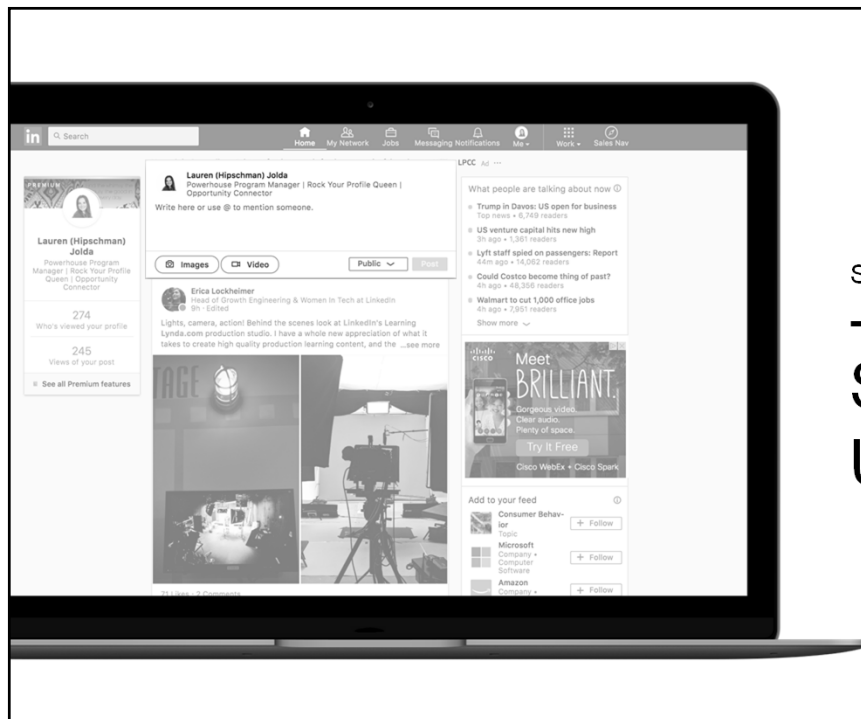 in
Search
Home
My Network
Jobs
Messaging
Notifications
Me
Work
Sales Nav
LPCC Ad ···
PREMIUM
Lauren (Hipschman)
Jolda
Powerhouse Program
Manager | Rock Your Profile
Queen | Opportunity
Connector
274
Who's viewed your profile
245
Views of your post
See all Premium features
Lauren (Hipschman) Jolda
Powerhouse Program Manager | Rock Your Profile Queen |
Opportunity Connector
Write here or use @ to mention someone.
Images
Video
Public
Post
Erica Lockheimer
Head of Growth Engineering & Women In Tech at LinkedIn
9h • Edited
Lights, camera, action! Behind the scenes look at LinkedIn's Learning
Lynda.com production studio. I have a whole new appreciation of what it
takes to create high quality production learning content, and the ...see more
TAGE
71 Likes • 2 Comments
What people are talking about now
Trump in Davos: US open for business
Top news • 6,749 readers
US venture capital hits new high
3h ago • 1,361 readers
Lyft staff spied on passengers: Report
44m ago • 14,062 readers
Could Costco become thing of past?
4h ago • 48,356 readers
Walmart to cut 1,000 office jobs
4h ago • 7,951 readers
Show more
cisco
Meet
BRILLIANT.
Gorgeous video.
Clear audio.
Plenty of space.
Try It Free
Cisco WebEx • Cisco Spark
Add to your feed
Consumer Behav-
ior
Topic
+ Follow
Microsoft
Company •
Computer
Software
+ Follow
Amazon
Company •
+ Follow
S
S